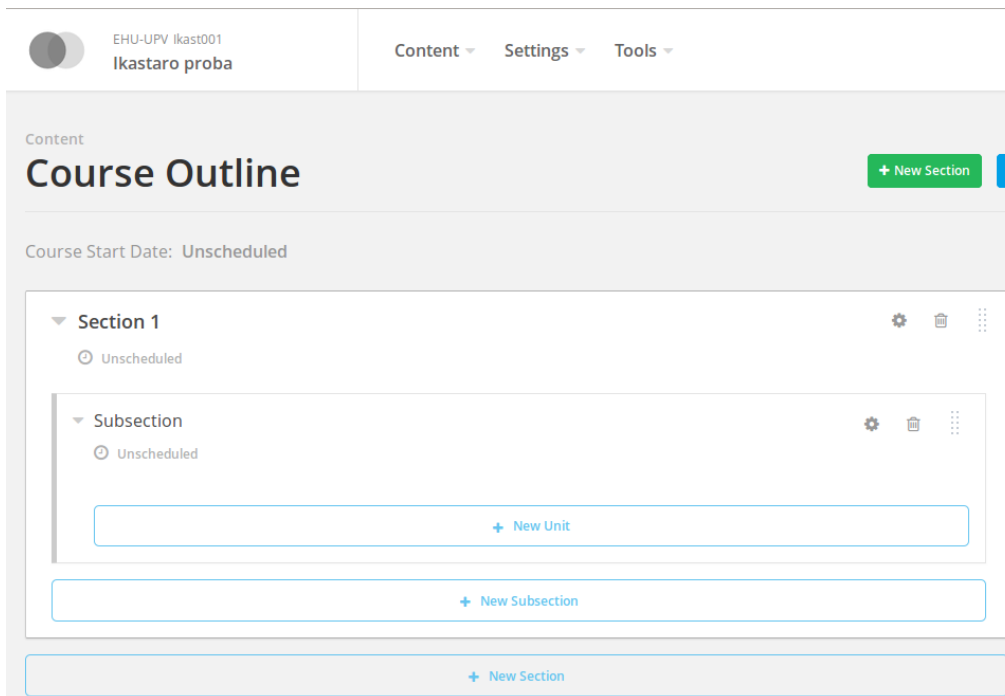 EHU-UPV Ikast001
Ikastaro proba
Content Settings Tools
Content
Course Outline
+ New Section
Course Start Date: Unscheduled
Section 1
Unscheduled
Subsection
Unscheduled
+ New Unit
+ New Subsection
+ New Section